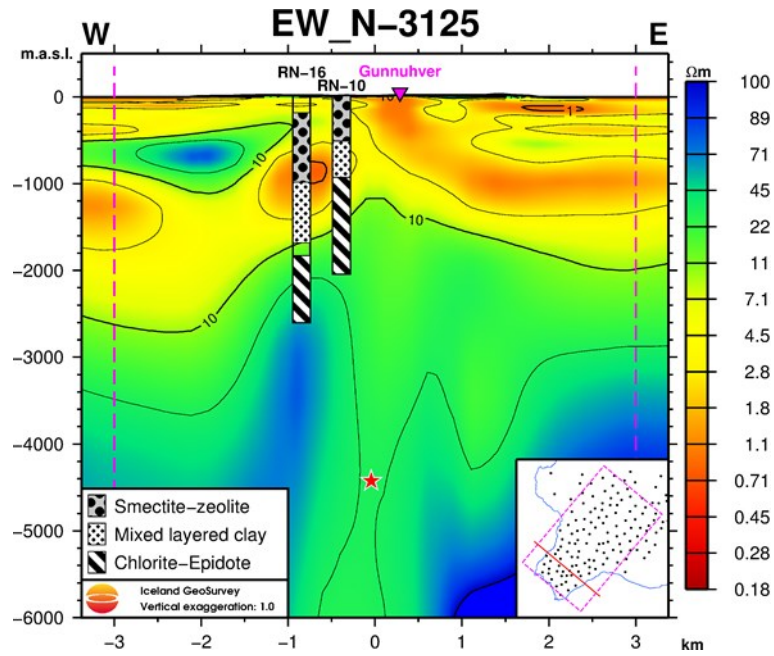 EW_N-3125
W
E
m.a.s.l.
RN-16
Gunnuhver
RN-10
Ωm
0
-1000
-2000
-3000
-4000
-5000
-6000
10
10
10
10
1
100
64
45
28
18
11
7.1
4.5
2.8
1.8
1.1
0.71
0.45
0.28
0.18
Smectite-zeolite
Mixed layered clay
Chlorite-Epidote
Iceland GeoSurvey
Vertical exaggeration: 1.0
-3
-2
-1
0
1
2
3
km